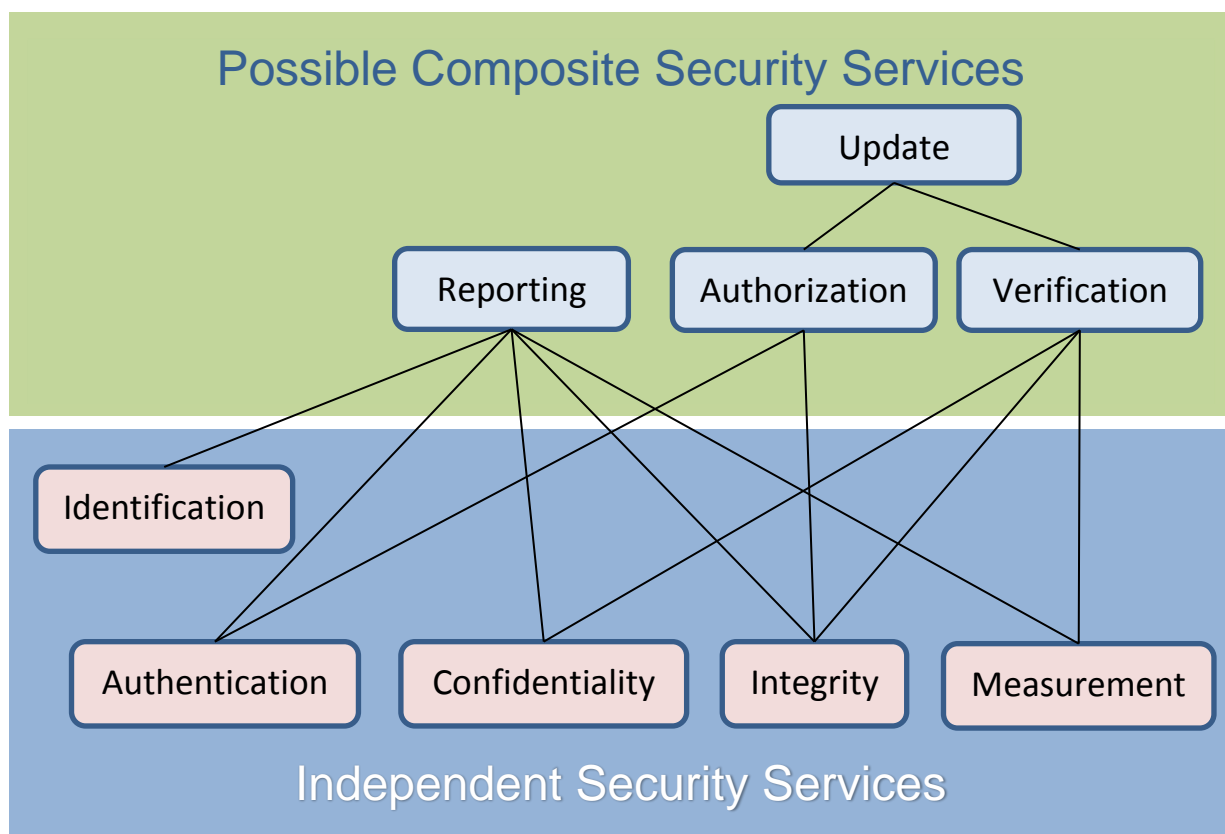 Possible Composite Security Services
Update
Reporting
Authorization
Verification
Identification
Authentication
Confidentiality
Integrity
Measurement
Independent Security Services